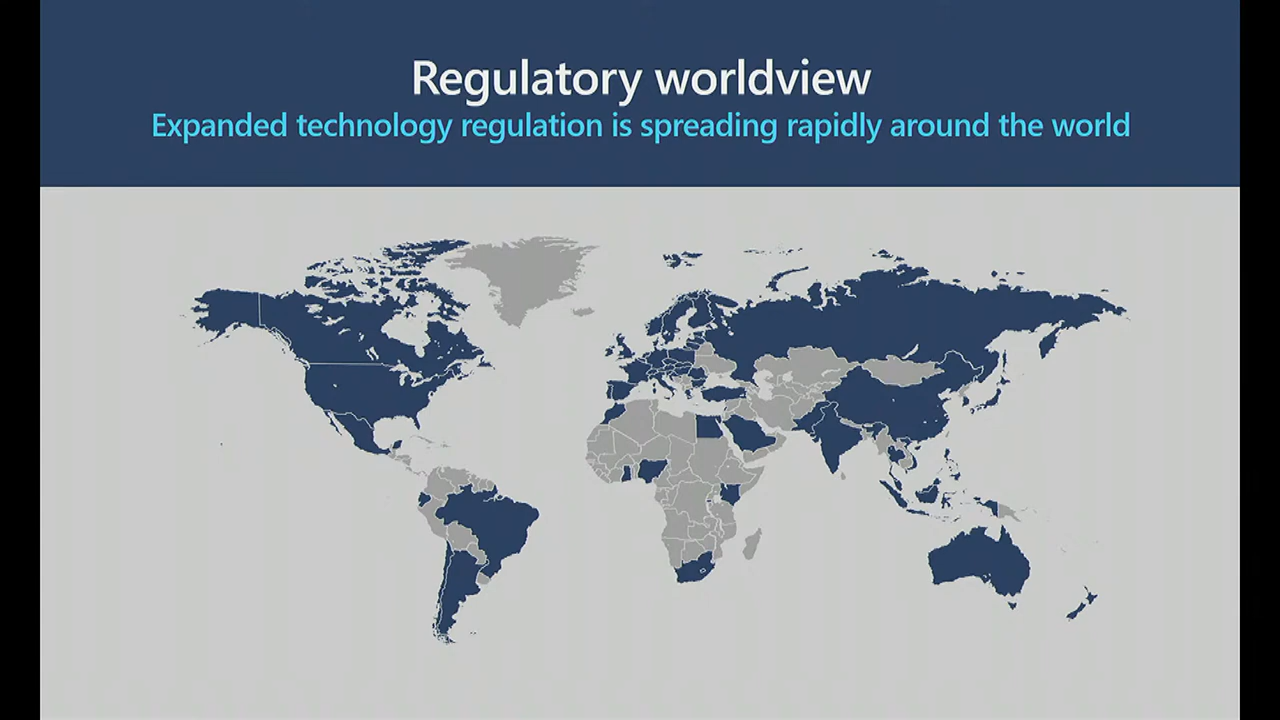 Regulatory worldview
Expanded technology regulation is spreading rapidly around the world